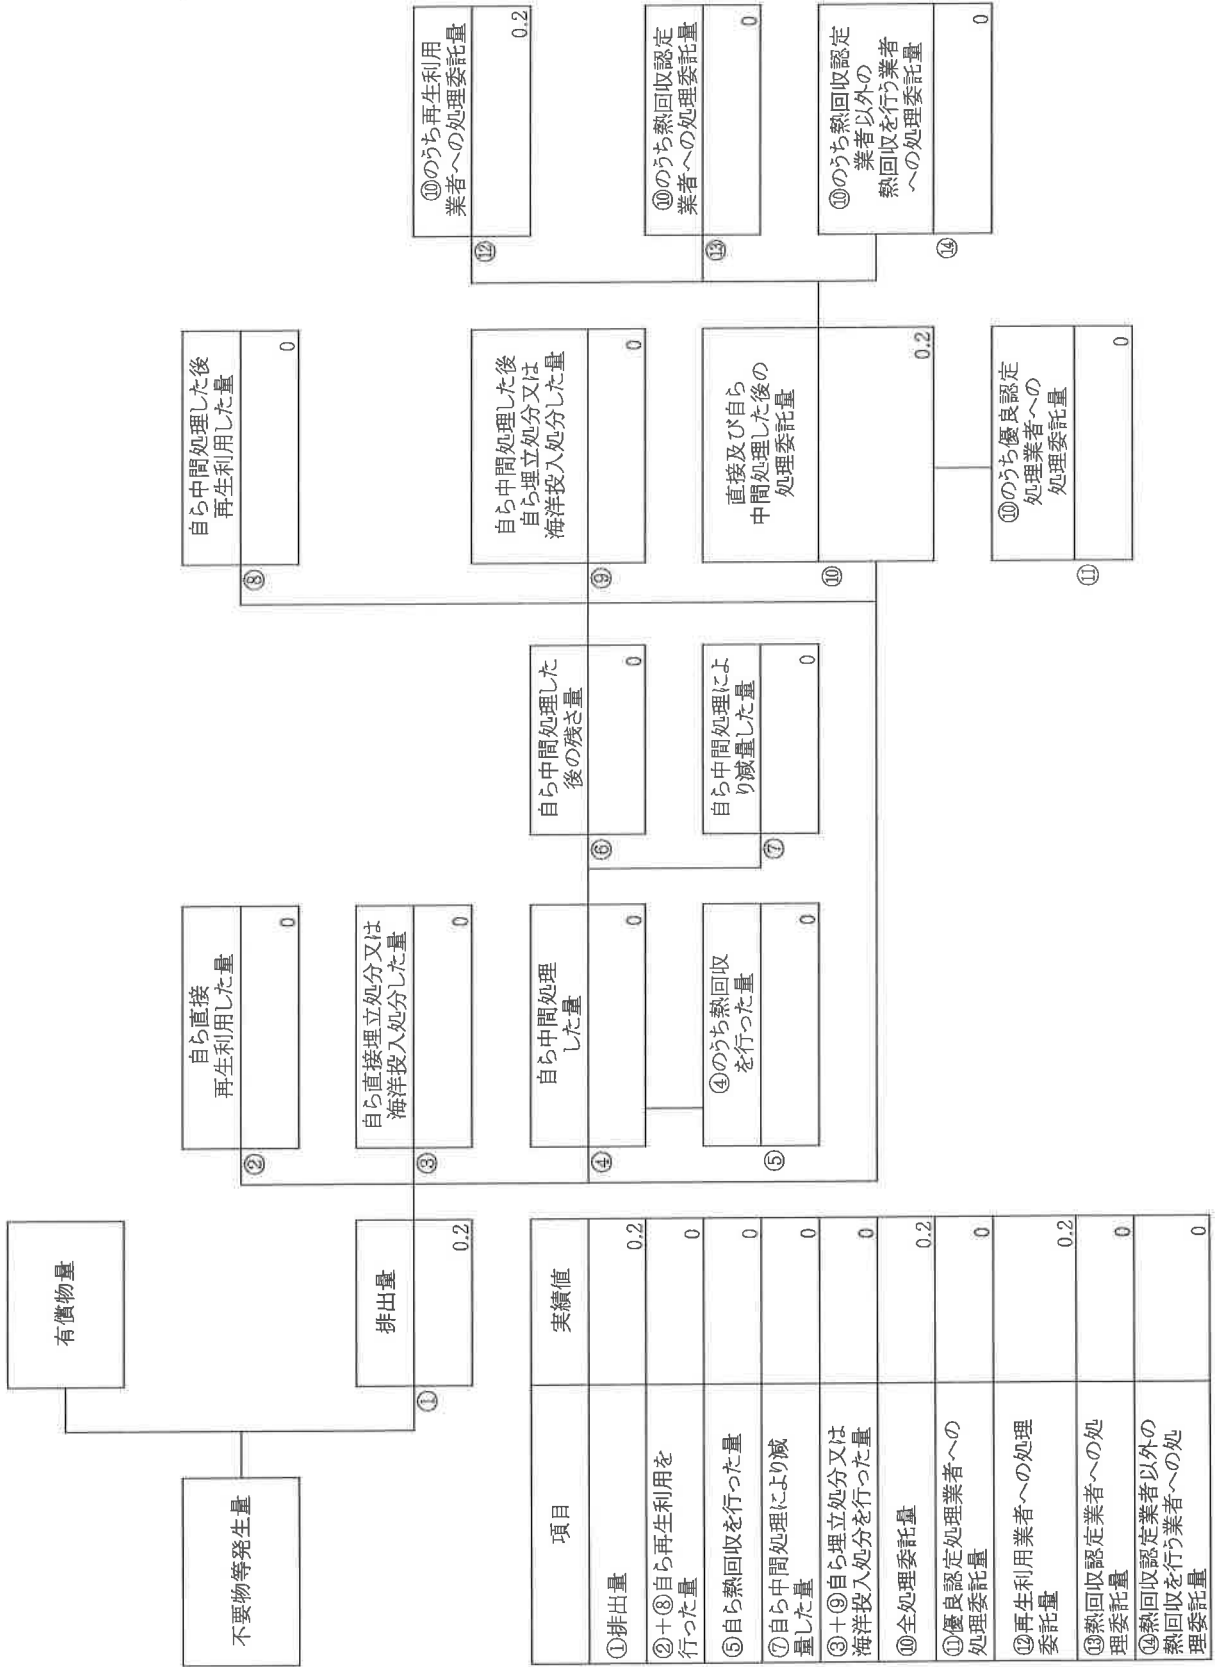 有償物量
不要物等発生量
①
排出量
0.2
②
自ら直接
再生利用した量
0
③
自ら直接埋立処分又は
海洋投入処分した量
0
④
自ら中間処理
した量
0
⑤
④のうち熱回収
を行った量
0
⑥
自ら中間処理した
後の残さ量
0
⑦
自ら中間処理によ
り減量した量
0
⑧
自ら中間処理した後
再生利用した量
0
⑨
自ら中間処理した後
自ら埋立処分又は
海洋投入処分した量
0
⑩
直接及び自ら
中間処理した後の
処理委託量
0.2
⑪
⑩のうち優良認定
処理業者への
処理委託量
0
⑫
⑩のうち再生利用
業者への処理委託量
0.2
⑬
⑩のうち熱回収認定
業者への処理委託量
0
⑭
⑩のうち熱回収認定
業者以外の
熱回収を行う業者
への処理委託量
0
項目 実績値
①排出量 0.2
②+⑧自ら再生利用を
行った量 0
⑤自ら熱回収を行った量 0
⑦自ら中間処理により減
量した量 0
③+⑨自ら埋立処分又は
海洋投入処分を行った量 0
⑩全処理委託量 0.2
⑪優良認定処理業者への
処理委託量 0
⑫再生利用業者への処理
委託量 0.2
⑬熱回収認定業者への処
理委託量 0
⑭熱回収認定業者以外の
熱回収を行う業者への処
理委託量 0